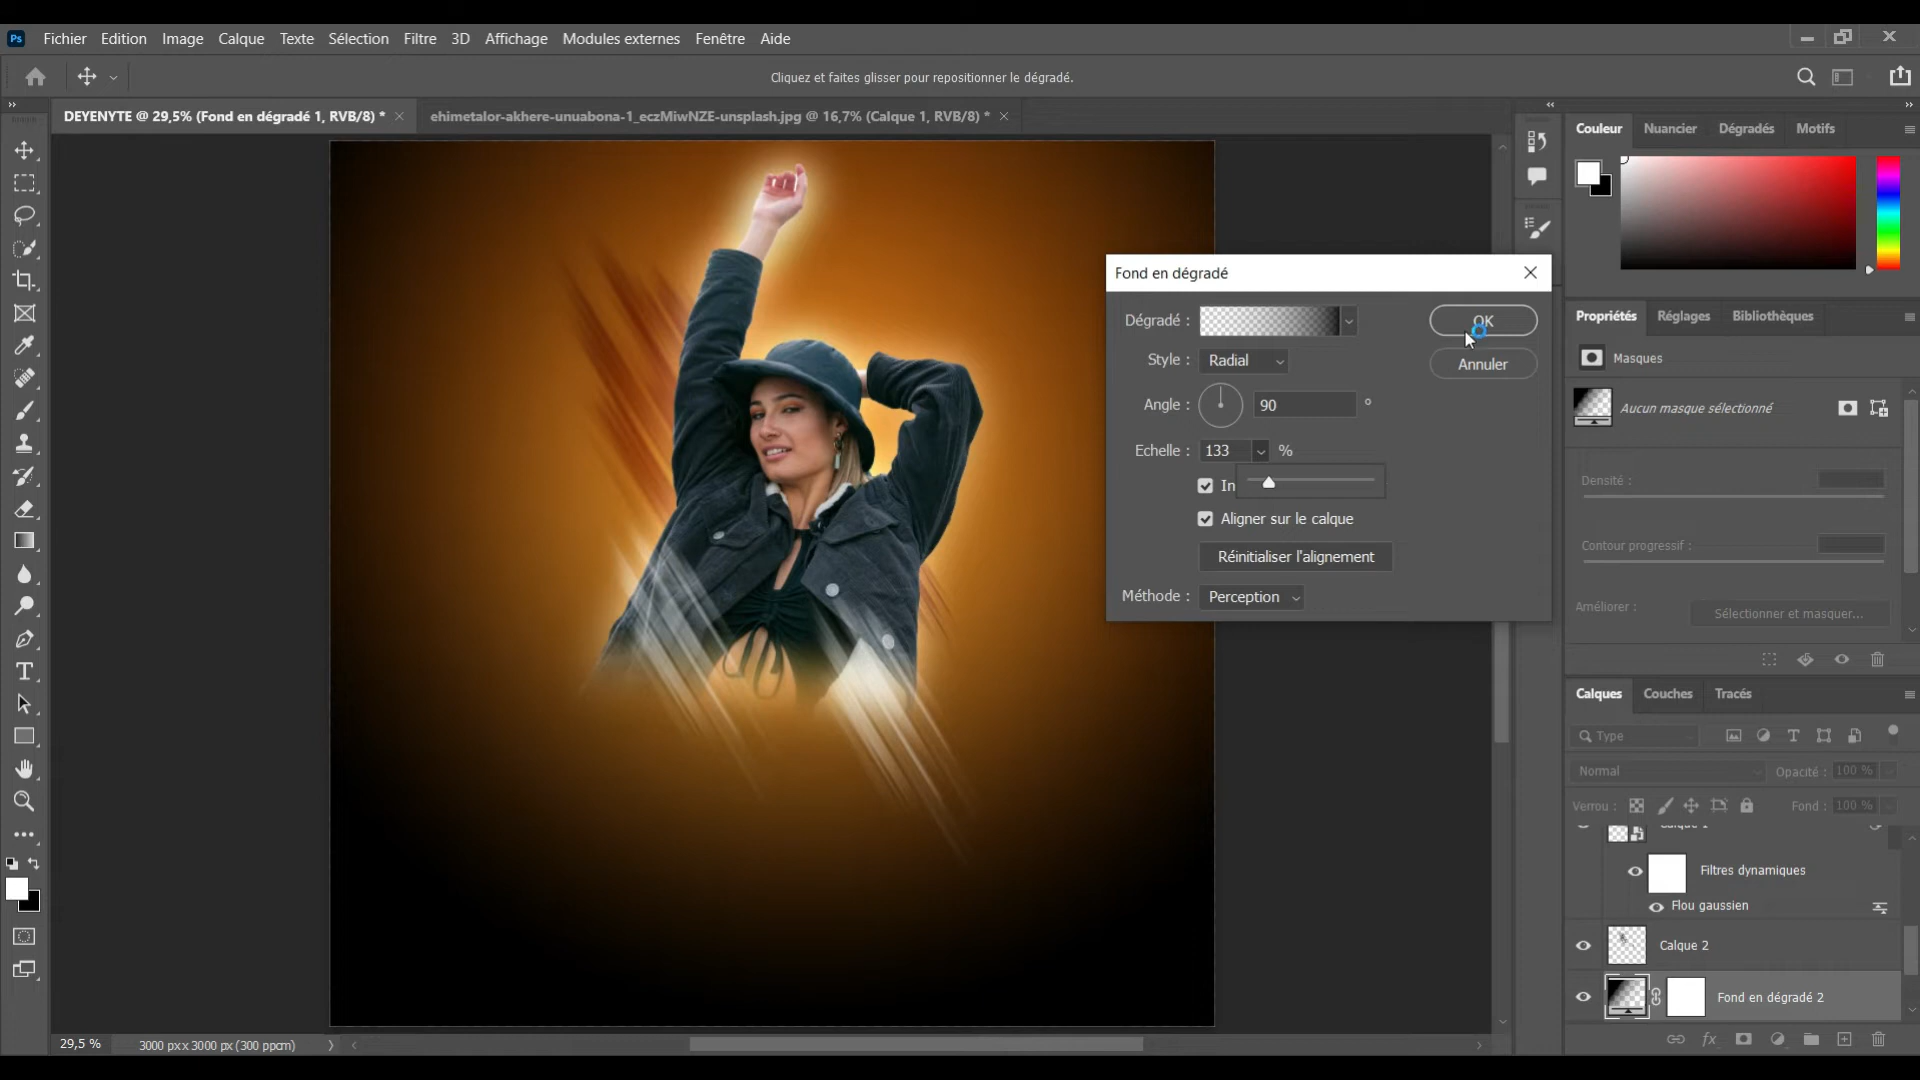 Ps Fichier Edition Image Calque Texte Sélection Filtre 3D Affichage Modules externes Fenêtre Aide
Cliquez et faites glisser pour repositionner le dégradé.
DEYENYTE @ 29,5% (Fond en dégradé 1, RVB/8) *
ehimetalor-akhere-unuabona-1_eczMiwNZE-unsplash.jpg @ 16,7% (Calque 1, RVB/8) *
Couleur Nuancier Dégradés Motifs
Fond en dégradé
Dégradé :
OK
Style : Radial
Annuler
Angle : 90 °
Echelle : 133 %
In
Aligner sur le calque
Réinitialiser l'alignement
Méthode : Perception
Propriétés Réglages Bibliothèques
Masques
Aucun masque sélectionné
Densité :
Contour progressif :
Améliorer :
Sélectionner et masquer...
Calques Couches Tracés
Type
Normal
Opacité : 100 %
Verrou :
Fond : 100 %
Calque 1
Filtres dynamiques
Flou gaussien
Calque 2
Fond en dégradé 2
29,5 %
3000 px x 3000 px (300 ppcm)